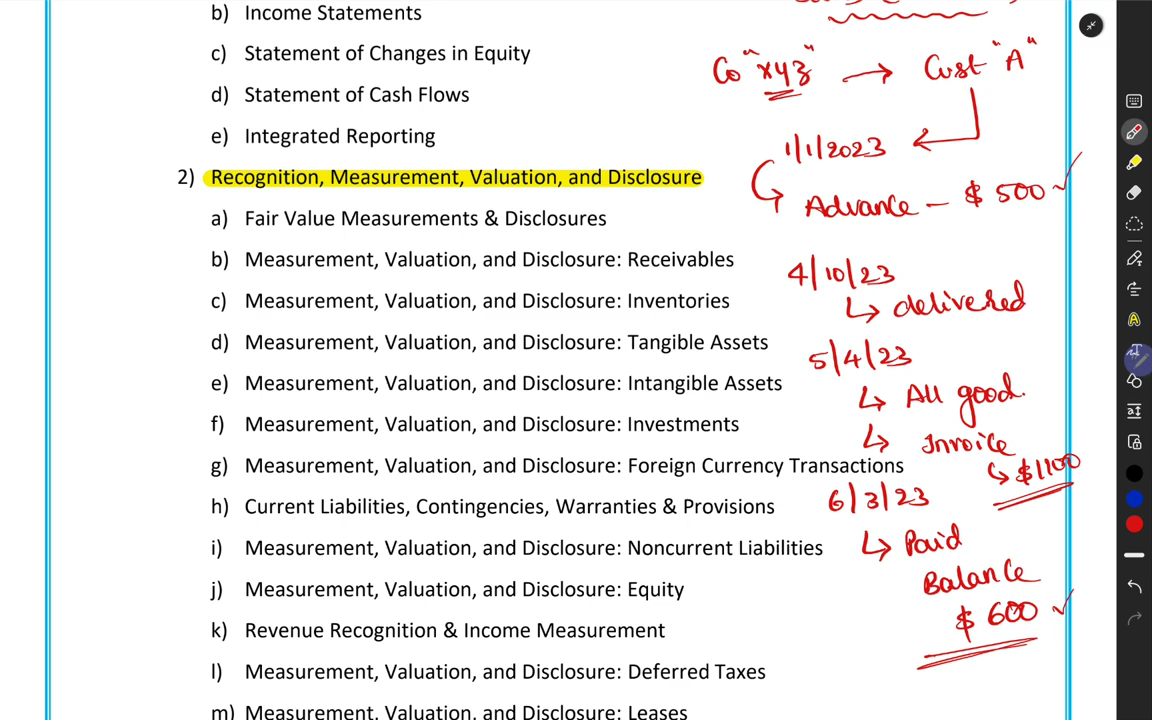 b) Income Statements
c) Statement of Changes in Equity
d) Statement of Cash Flows
e) Integrated Reporting
2) Recognition, Measurement, Valuation, and Disclosure
a) Fair Value Measurements & Disclosures
b) Measurement, Valuation, and Disclosure: Receivables
c) Measurement, Valuation, and Disclosure: Inventories
d) Measurement, Valuation, and Disclosure: Tangible Assets
e) Measurement, Valuation, and Disclosure: Intangible Assets
f) Measurement, Valuation, and Disclosure: Investments
g) Measurement, Valuation, and Disclosure: Foreign Currency Transactions
h) Current Liabilities, Contingencies, Warranties & Provisions
i) Measurement, Valuation, and Disclosure: Noncurrent Liabilities
j) Measurement, Valuation, and Disclosure: Equity
k) Revenue Recognition & Income Measurement
l) Measurement, Valuation, and Disclosure: Deferred Taxes
m) Measurement, Valuation, and Disclosure: Leases
Co "xyz" → Cust "A"
1/1/2023
Advance - $ 500 ✓
4/10/23
↳ delivered
5/4/23
↳ All good.
↳ Invoice
↳ $1100
6/3/23
↳ Paid
Balance
$ 600 ✓